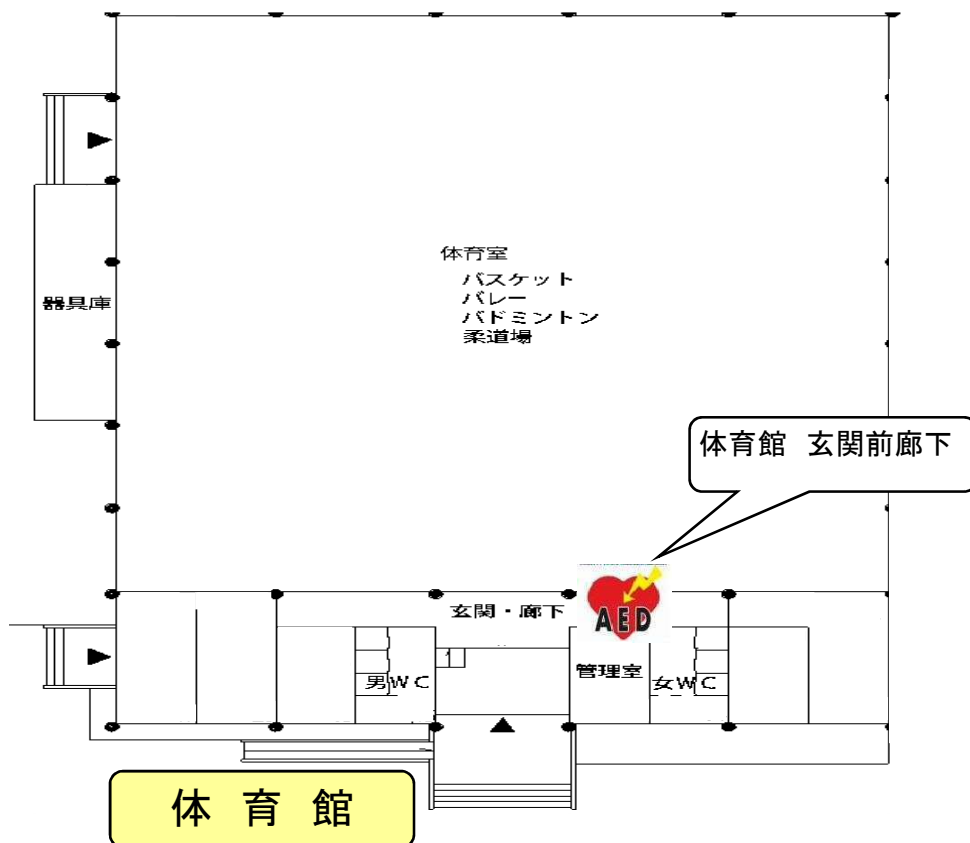 体育室
バスケット
バレー
バドミントン
柔道場
器具庫
体育館 玄関前廊下
玄関・廊下
AED
男WC
管理室
女WC
体育館